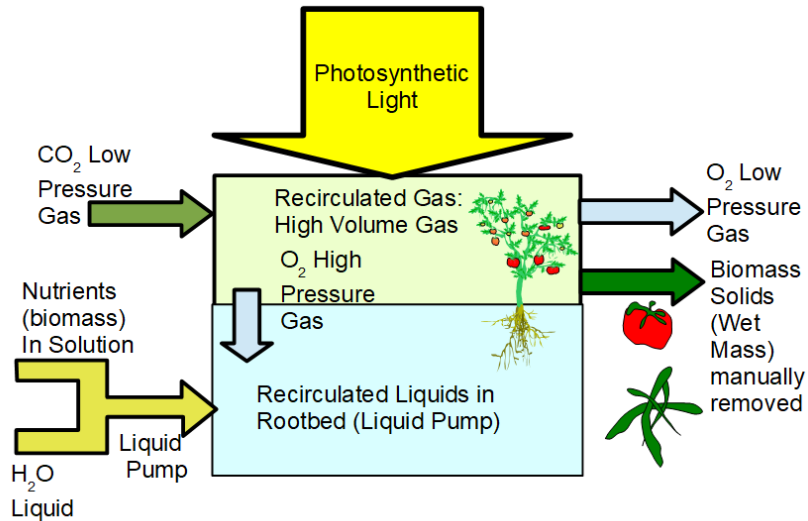 Photosynthetic
Light
CO₂ Low
Pressure
Gas
Recirculated Gas:
High Volume Gas
O₂ High
Pressure
Gas
O₂ Low
Pressure
Gas
Biomass
Solids
(Wet
Mass)
manually
removed
Nutrients
(biomass)
In Solution
Recirculated Liquids in
Rootbed (Liquid Pump)
Liquid
Pump
H₂O
Liquid